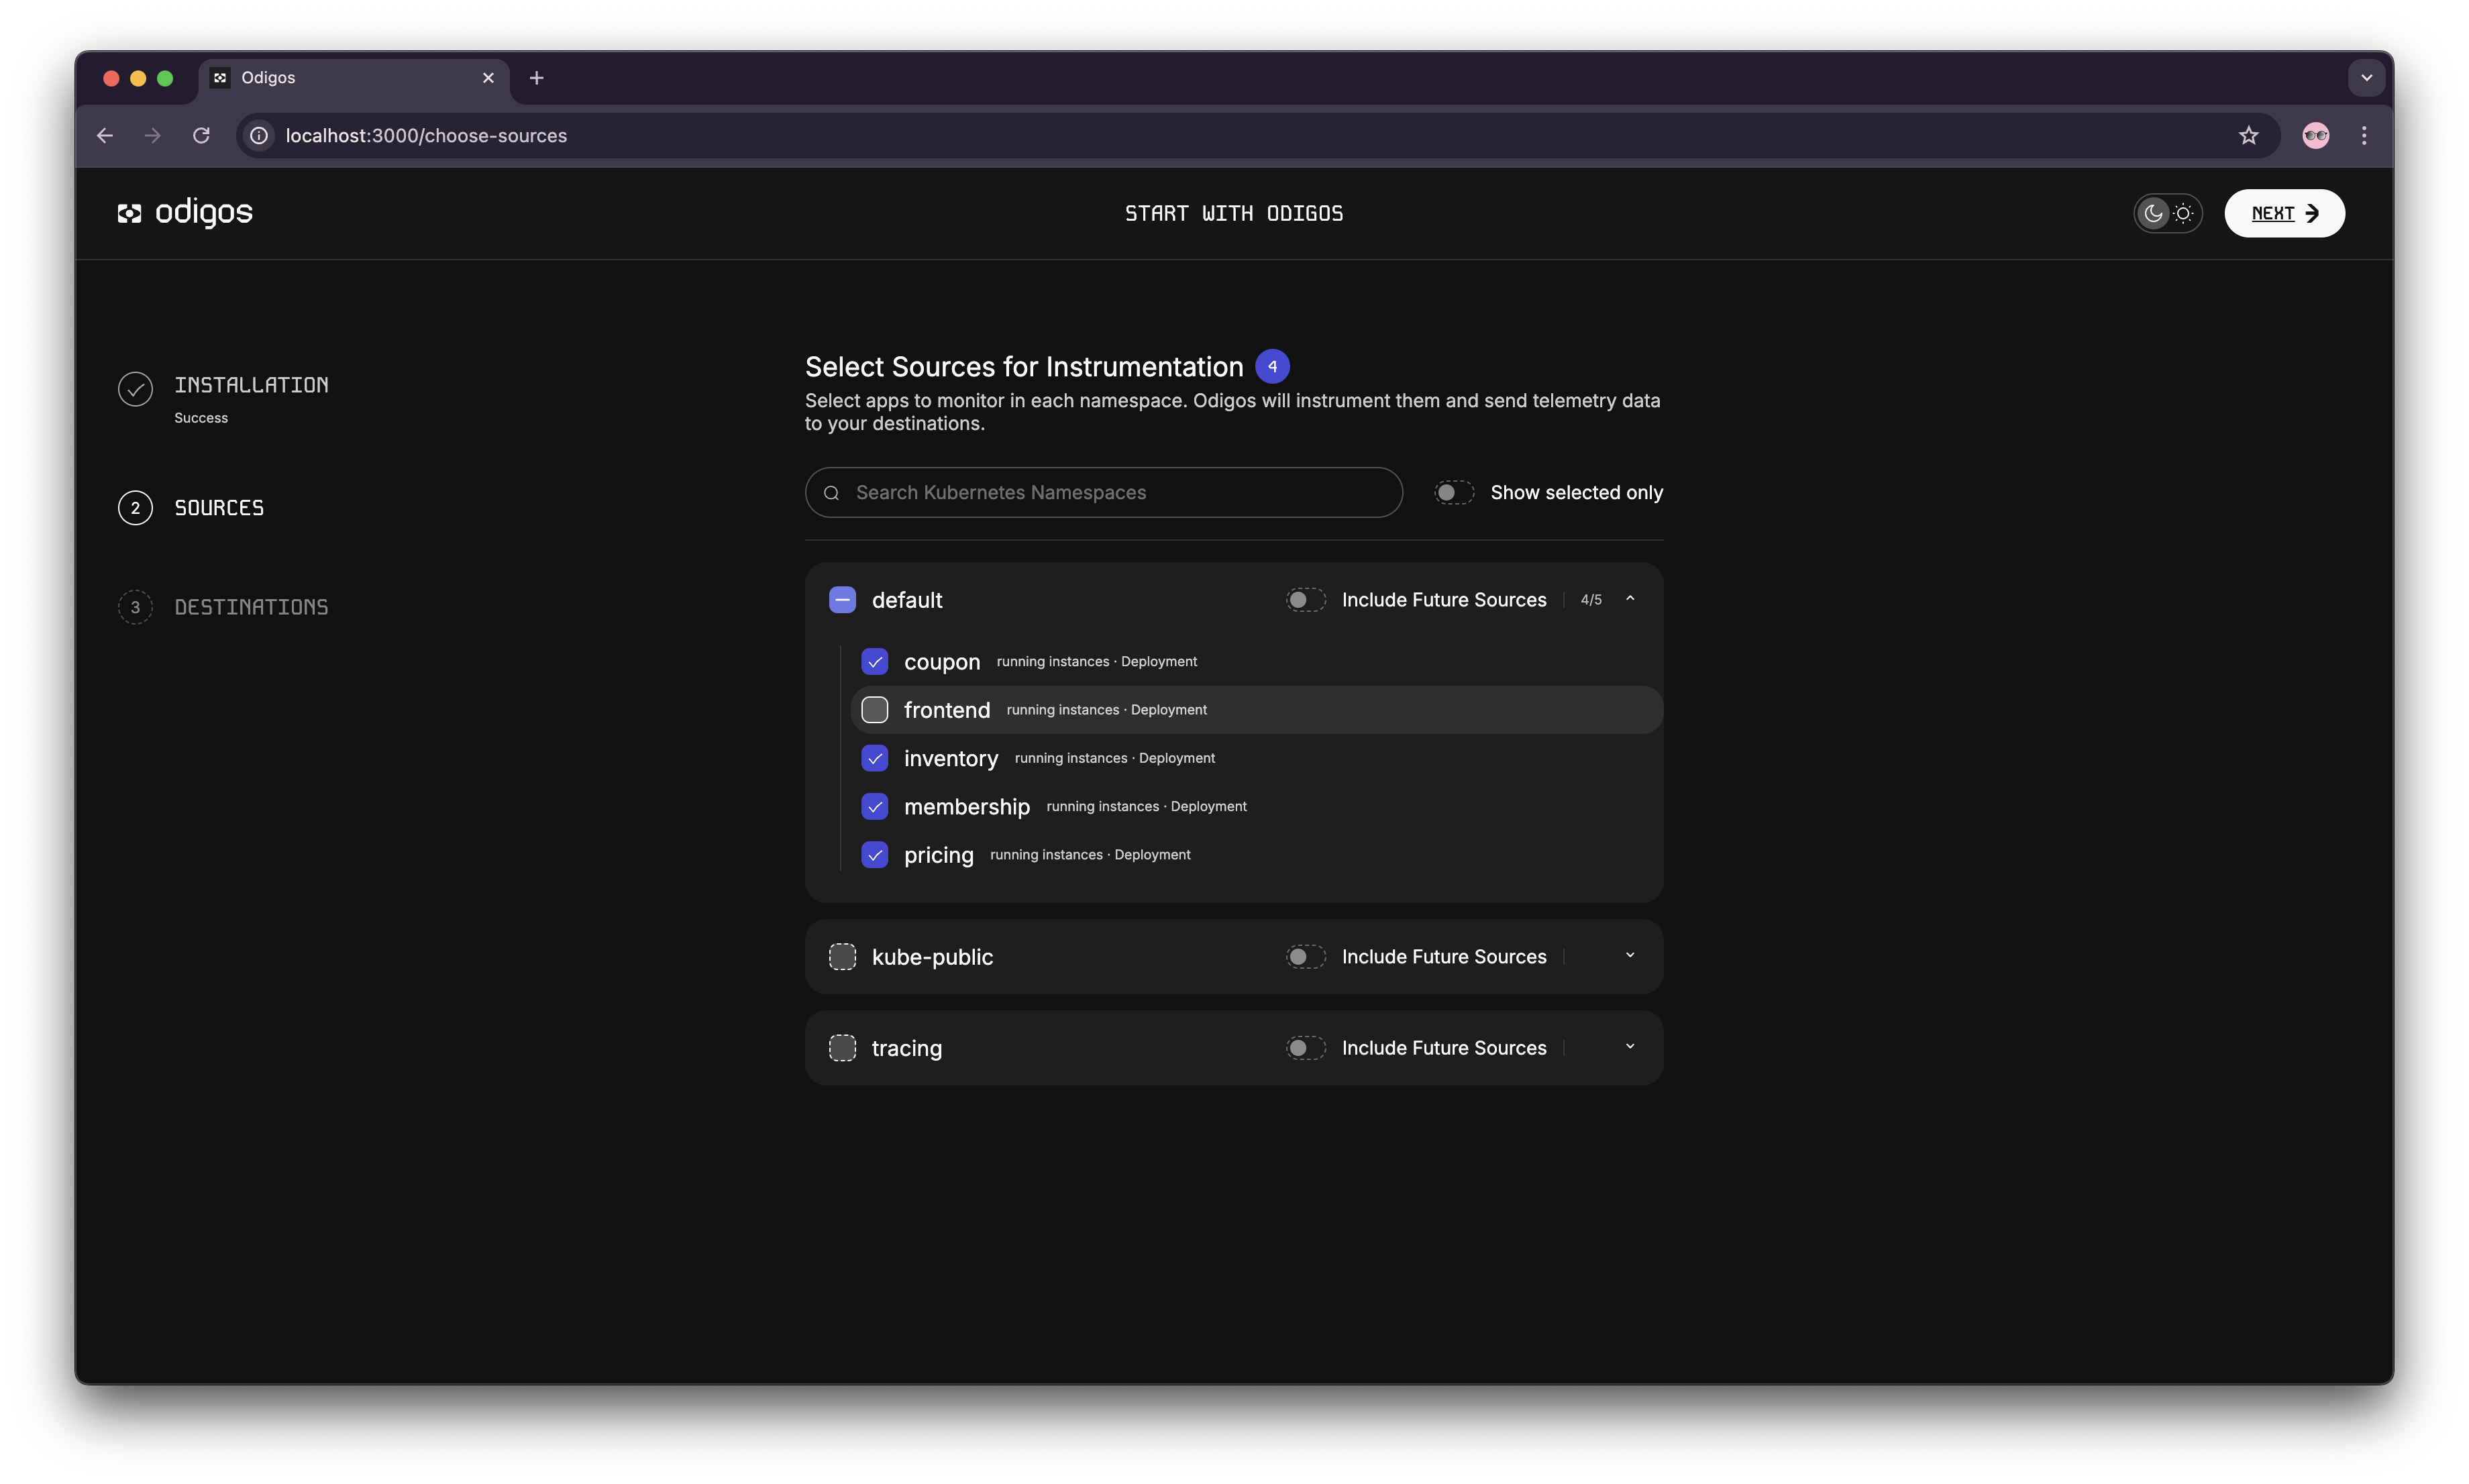 Odigos
localhost:3000/choose-sources
odigos
START WITH ODIGOS
NEXT
INSTALLATION
Success
2 SOURCES
3 DESTINATIONS
Select Sources for Instrumentation 4
Select apps to monitor in each namespace. Odigos will instrument them and send telemetry data
to your destinations.
Search Kubernetes Namespaces
Show selected only
default Include Future Sources 4/5
coupon running instances · Deployment
frontend running instances · Deployment
inventory running instances · Deployment
membership running instances · Deployment
pricing running instances · Deployment
kube-public Include Future Sources
tracing Include Future Sources